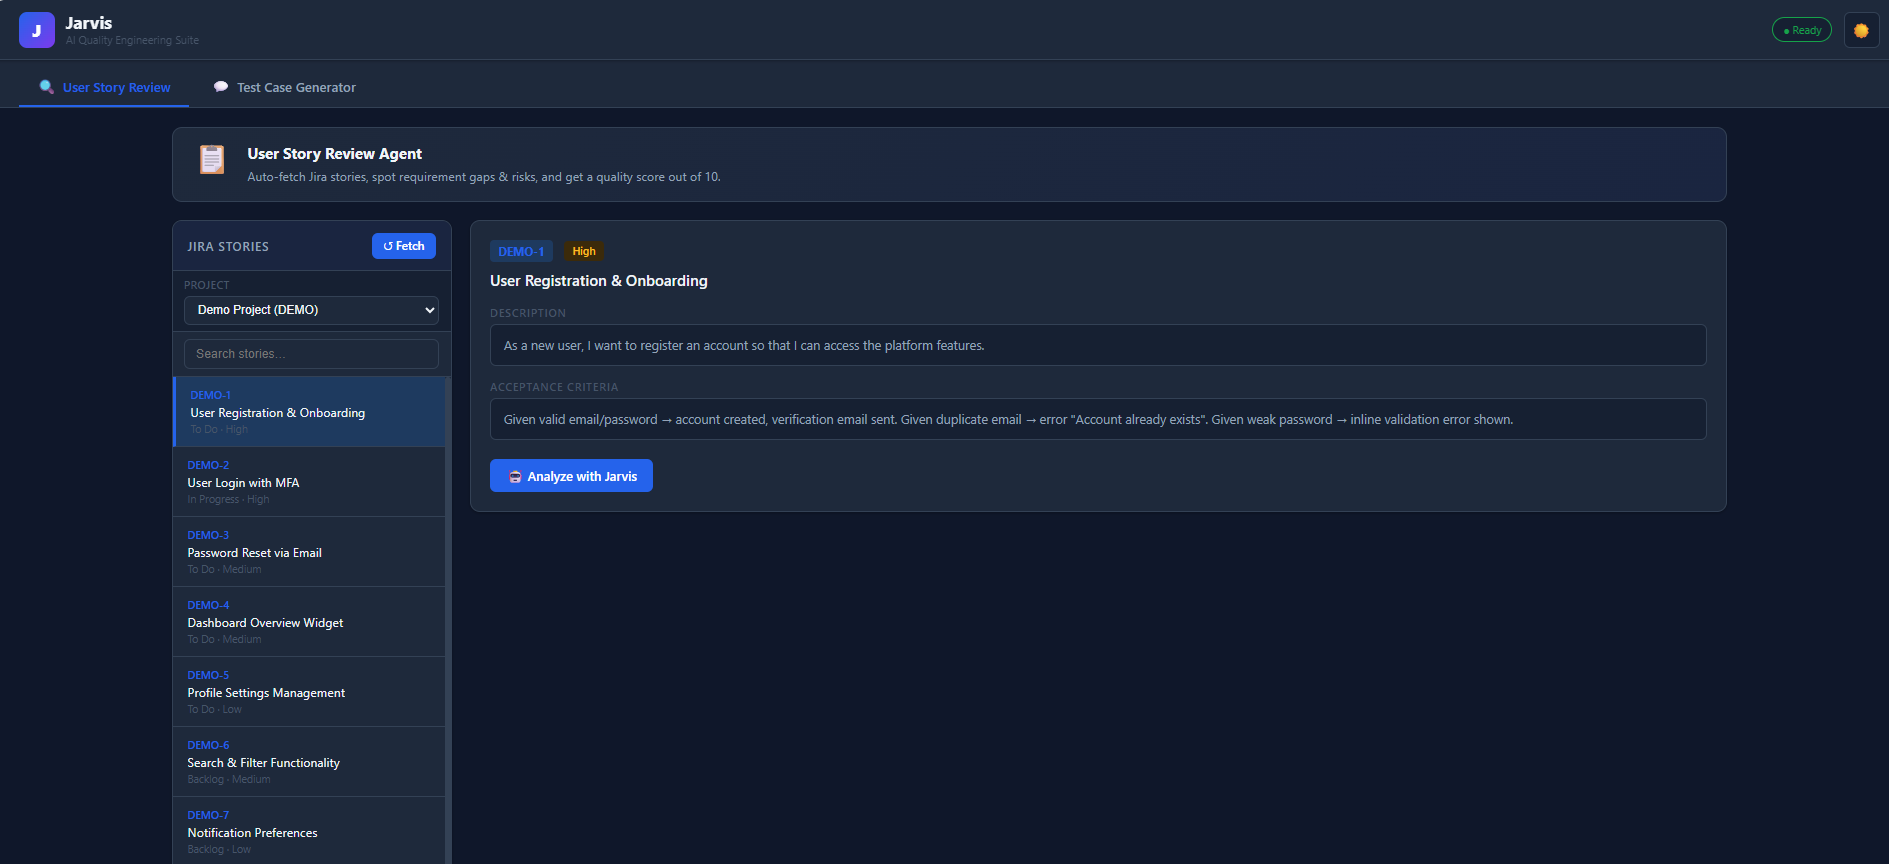 J
Jarvis
AI Quality Engineering Suite
● Ready
User Story Review
Test Case Generator
User Story Review Agent
Auto-fetch Jira stories, spot requirement gaps & risks, and get a quality score out of 10.
JIRA STORIES
↺ Fetch
PROJECT
Demo Project (DEMO)
Search stories...
DEMO-1
User Registration & Onboarding
To Do · High
DEMO-2
User Login with MFA
In Progress · High
DEMO-3
Password Reset via Email
To Do · Medium
DEMO-4
Dashboard Overview Widget
To Do · Medium
DEMO-5
Profile Settings Management
To Do · Low
DEMO-6
Search & Filter Functionality
Backlog · Medium
DEMO-7
Notification Preferences
Backlog · Low
DEMO-1 High
User Registration & Onboarding
DESCRIPTION
As a new user, I want to register an account so that I can access the platform features.
ACCEPTANCE CRITERIA
Given valid email/password → account created, verification email sent. Given duplicate email → error "Account already exists". Given weak password → inline validation error shown.
Analyze with Jarvis